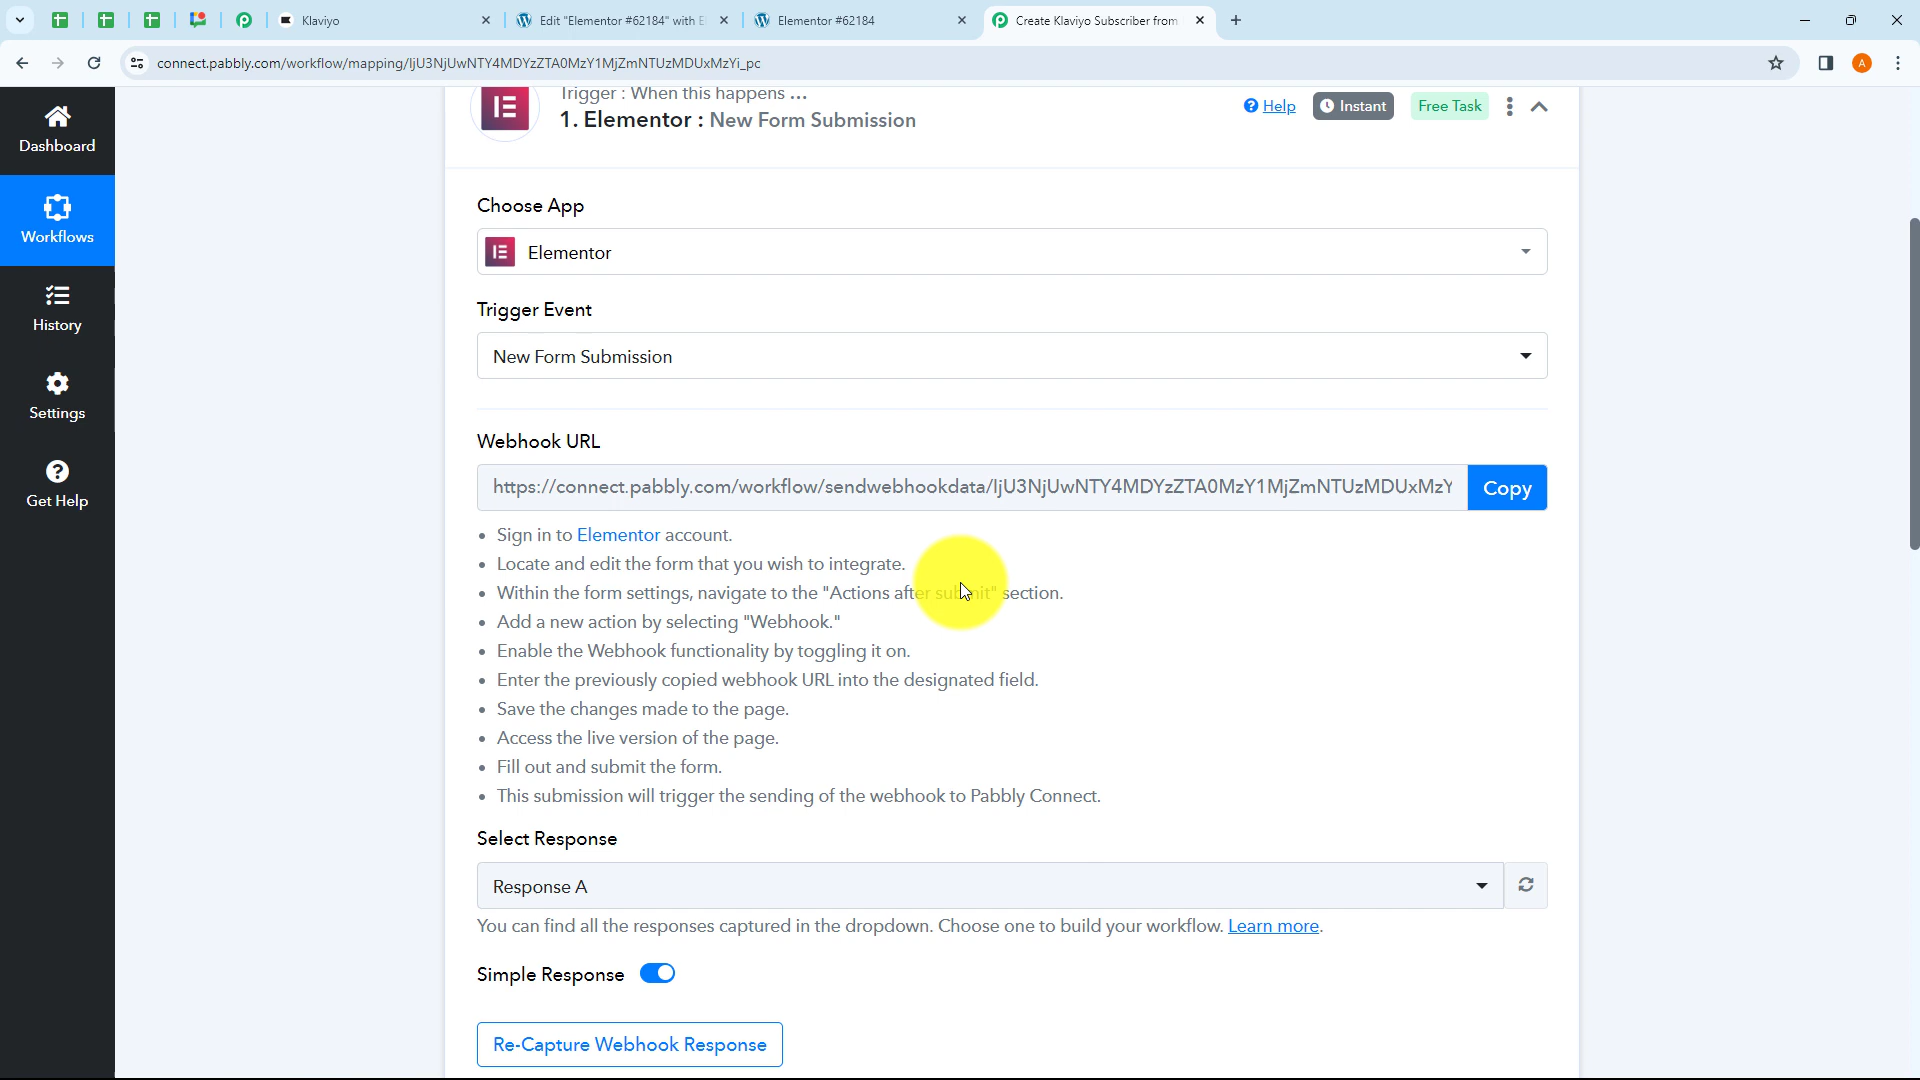 Klaviyo
Edit "Elementor #62184" with E
Elementor #62184
Create Klaviyo Subscriber from
connect.pabbly.com/workflow/mapping/IjU3NjUwNTY4MDYzZTA0MzY1MjZmNTUzMDUxMzYi_pc
A
Dashboard
Workflows
History
Settings
Get Help
Trigger : When this happens ...
1. Elementor : New Form Submission
Help
Instant
Free Task
Choose App
Elementor
Trigger Event
New Form Submission
Webhook URL
https://connect.pabbly.com/workflow/sendwebhookdata/IjU3NjUwNTY4MDYzZTA0MzY1MjZmNTUzMDUxMzY
Copy
• Sign in to Elementor account.
• Locate and edit the form that you wish to integrate.
• Within the form settings, navigate to the "Actions after submit" section.
• Add a new action by selecting "Webhook."
• Enable the Webhook functionality by toggling it on.
• Enter the previously copied webhook URL into the designated field.
• Save the changes made to the page.
• Access the live version of the page.
• Fill out and submit the form.
• This submission will trigger the sending of the webhook to Pabbly Connect.
Select Response
Response A
You can find all the responses captured in the dropdown. Choose one to build your workflow. Learn more.
Simple Response
Re-Capture Webhook Response